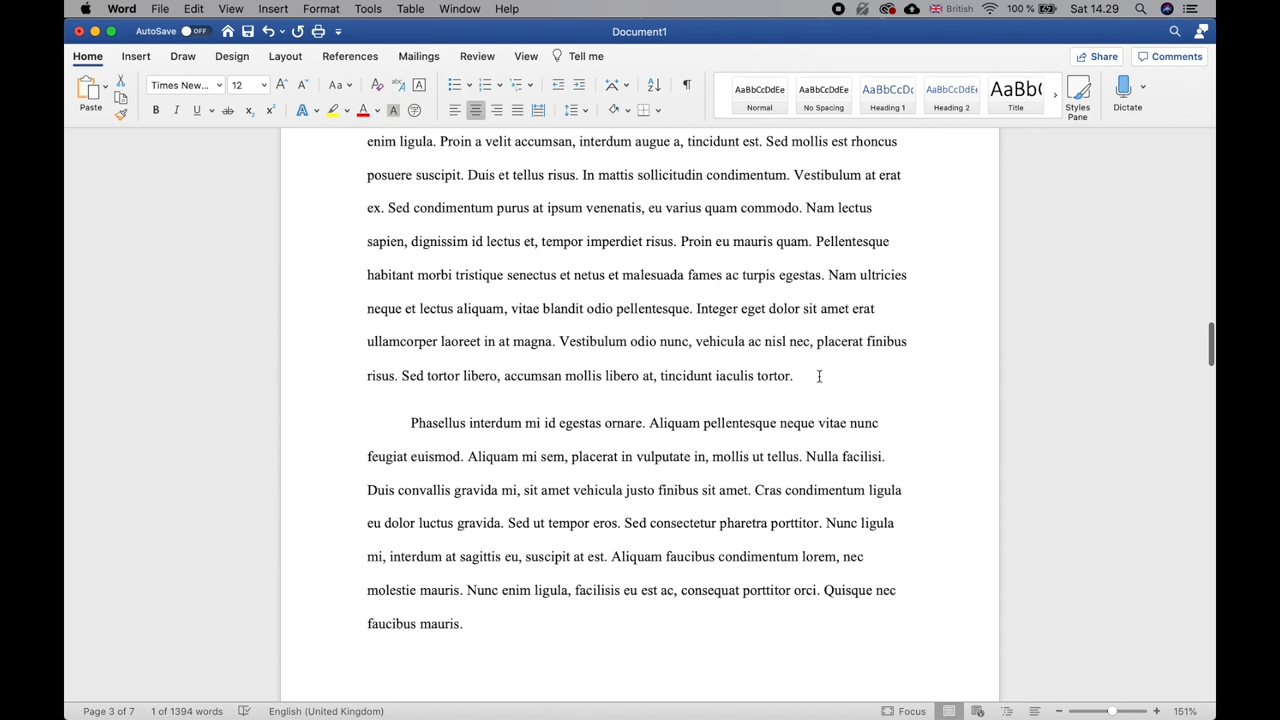 Word File Edit View Insert Format Tools Table Window Help British 100 % Sat 14.29
AutoSave OFF Document1
Home Insert Draw Design Layout References Mailings Review View Tell me Share Comments
Paste Times New... 12 Aa AaBbCcDdEe AaBbCcDdEe AaBbCcDc AaBbCcDdEe AaBb( Dictate
B I U ab x₂ x² A A A Normal No Spacing Heading 1 Heading 2 Title Styles Pane
enim ligula. Proin a velit accumsan, interdum augue a, tincidunt est. Sed mollis est rhoncus
posuere suscipit. Duis et tellus risus. In mattis sollicitudin condimentum. Vestibulum at erat
ex. Sed condimentum purus at ipsum venenatis, eu varius quam commodo. Nam lectus
sapien, dignissim id lectus et, tempor imperdiet risus. Proin eu mauris quam. Pellentesque
habitant morbi tristique senectus et netus et malesuada fames ac turpis egestas. Nam ultricies
neque et lectus aliquam, vitae blandit odio pellentesque. Integer eget dolor sit amet erat
ullamcorper laoreet in at magna. Vestibulum odio nunc, vehicula ac nisl nec, placerat finibus
risus. Sed tortor libero, accumsan mollis libero at, tincidunt iaculis tortor.
Phasellus interdum mi id egestas ornare. Aliquam pellentesque neque vitae nunc
feugiat euismod. Aliquam mi sem, placerat in vulputate in, mollis ut tellus. Nulla facilisi.
Duis convallis gravida mi, sit amet vehicula justo finibus sit amet. Cras condimentum ligula
eu dolor luctus gravida. Sed ut tempor eros. Sed consectetur pharetra porttitor. Nunc ligula
mi, interdum at sagittis eu, suscipit at est. Aliquam faucibus condimentum lorem, nec
molestie mauris. Nunc enim ligula, facilisis eu est ac, consequat porttitor orci. Quisque nec
faucibus mauris.
Page 3 of 7 1 of 1394 words English (United Kingdom) Focus 151%